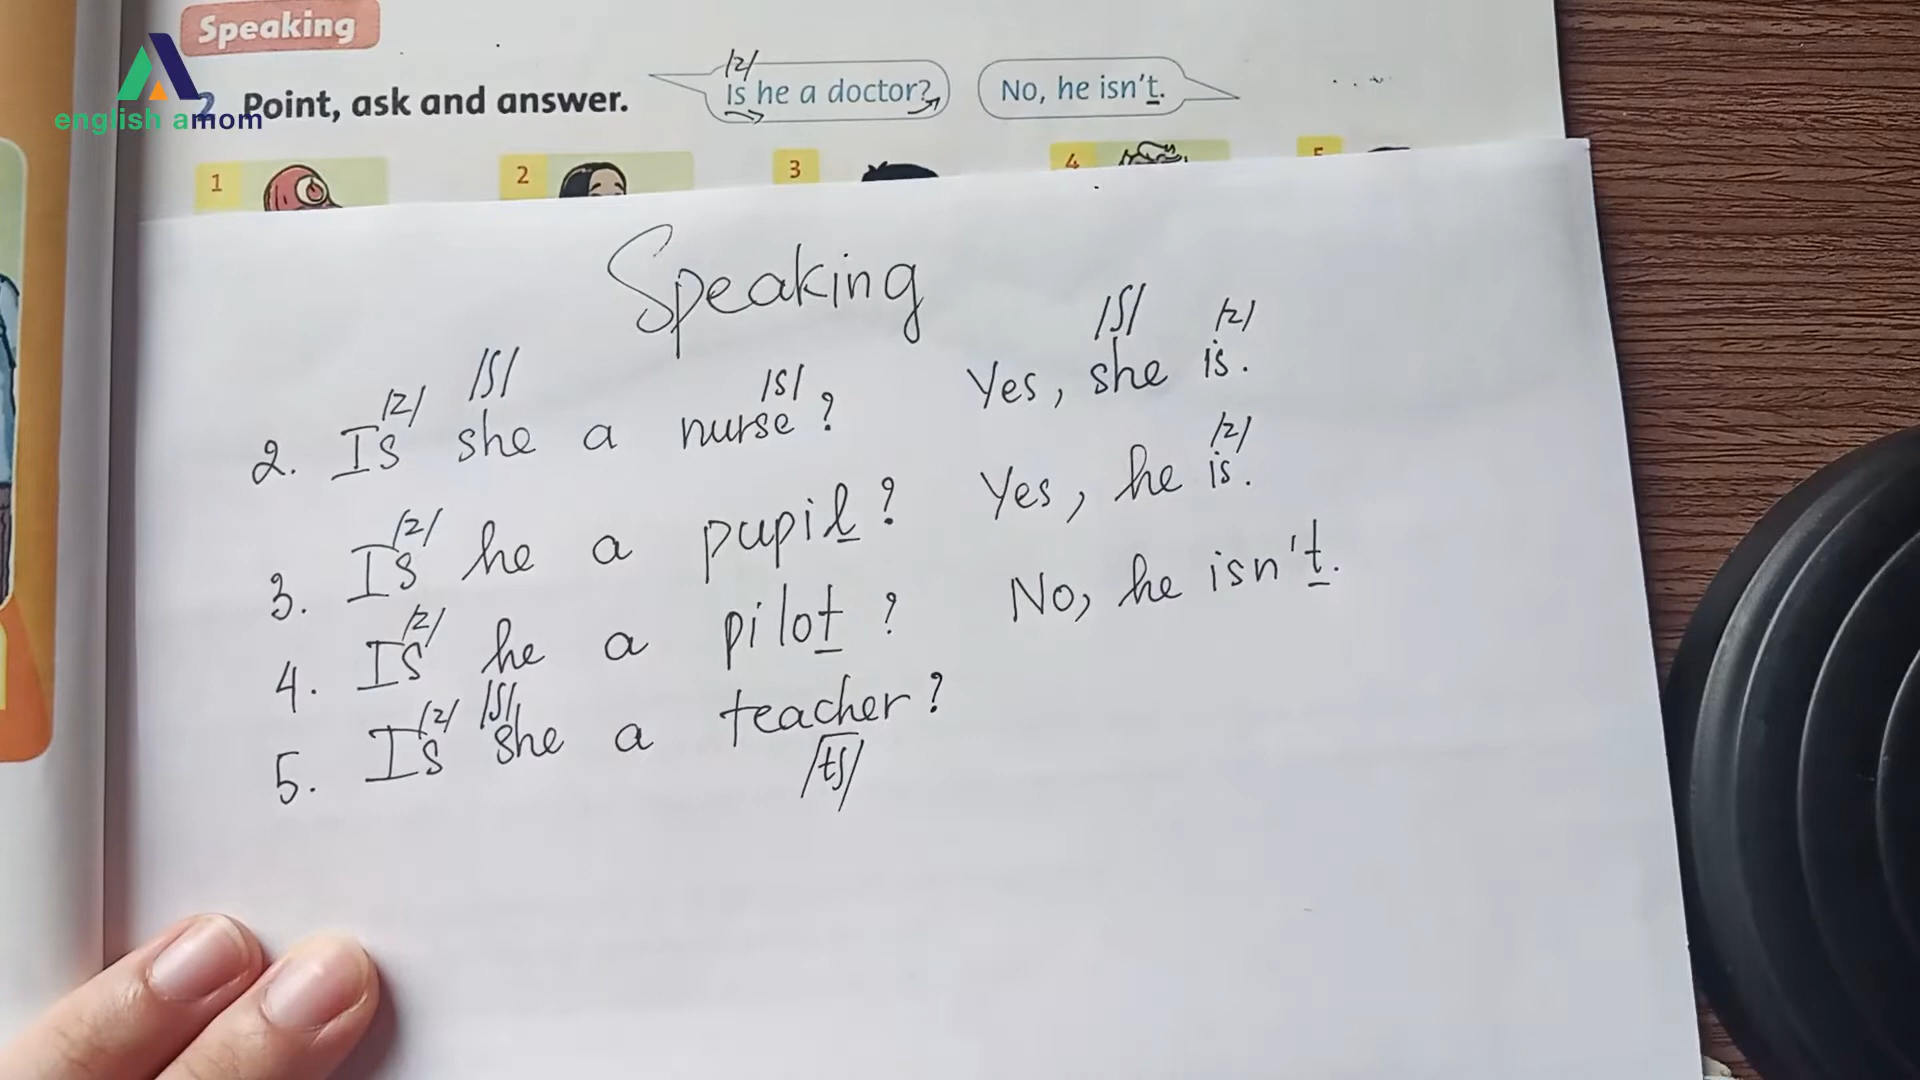 Speaking
2 Point, ask and answer.
/z/
Is he a doctor?
No, he isn't.
english amom
1 2 3 4 5
Speaking
/z/ /ʃ/ /s/ /ʃ/ /z/
2. Is she a nurse? Yes, she is.
/z/ /z/
3. Is he a pupil? Yes, he is.
/z/
4. Is he a pilot? No, he isn't.
/z/ /ʃ/
5. Is she a teacher?
/tʃ/